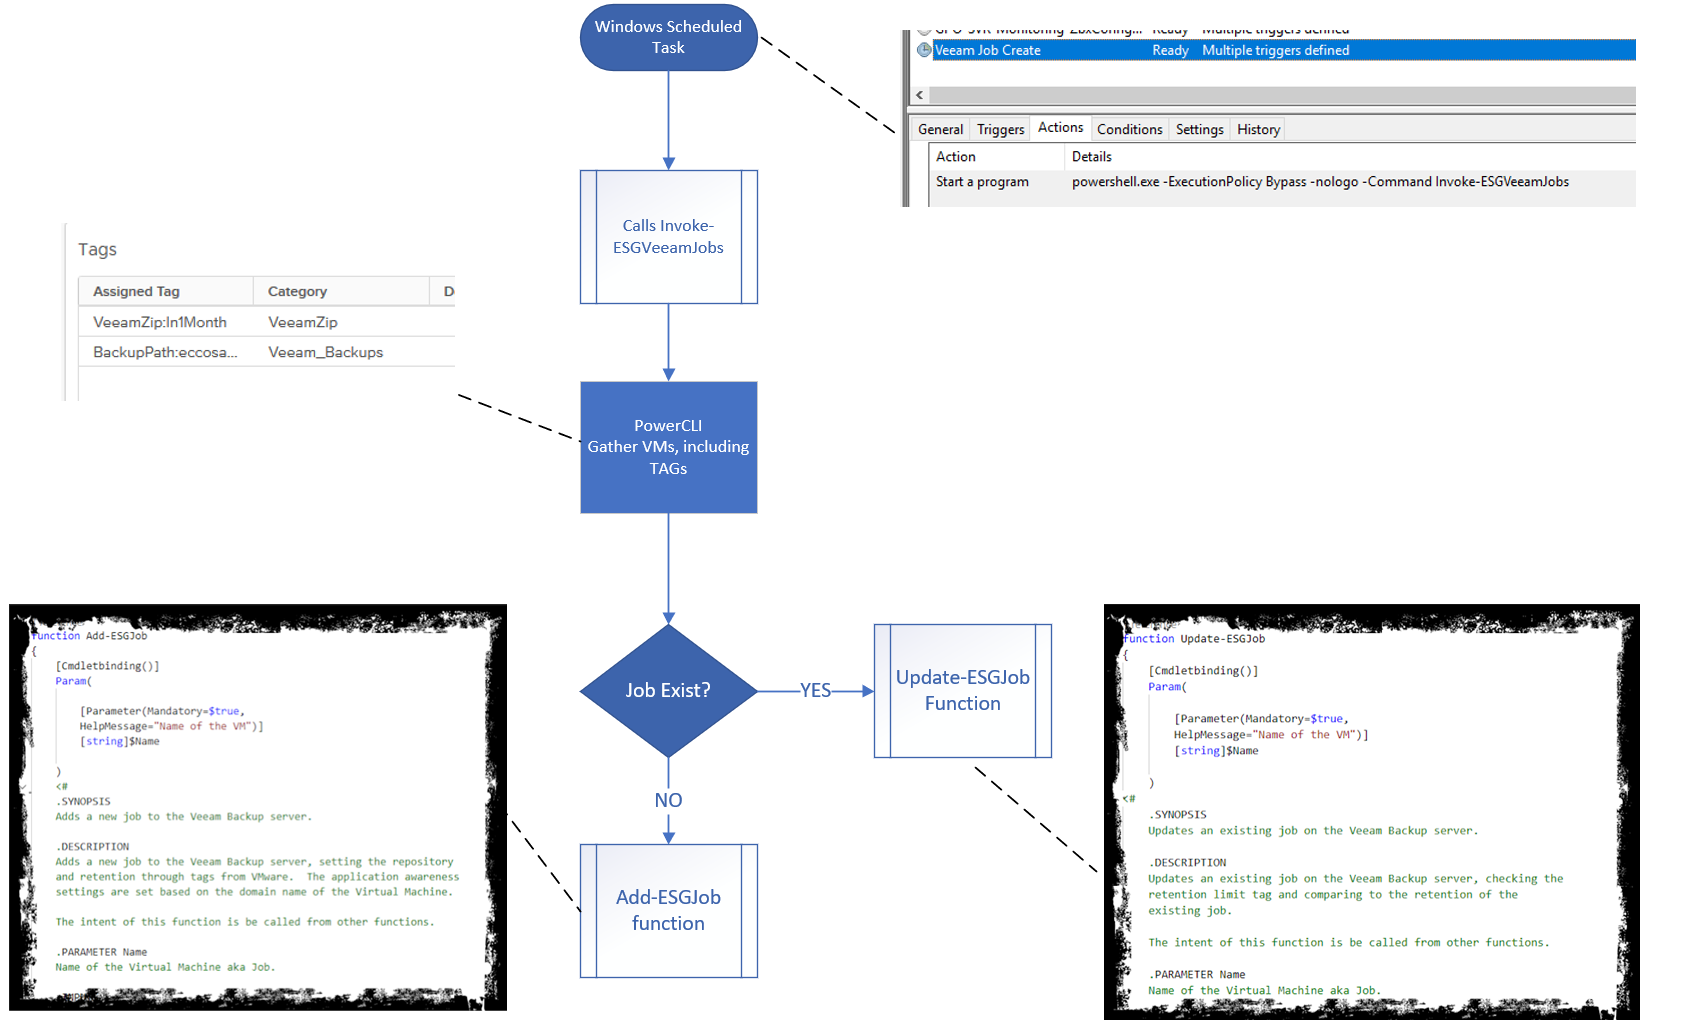 Windows Scheduled
Task
Veeam Job Create Ready Multiple triggers defined
General Triggers Actions Conditions Settings History
Action Details
Start a program powershell.exe -ExecutionPolicy Bypass -nologo -Command Invoke-ESGVeeamJobs
Calls Invoke-
ESGVeeamJobs
Tags
Assigned Tag Category
VeeamZip:In1Month VeeamZip
BackupPath:eccosa... Veeam_Backups
PowerCLI
Gather VMs, including
TAGs
Job Exist?
YES
Update-ESGJob
Function
NO
Add-ESGJob
function
function Add-ESGJob
{
[Cmdletbinding()]
Param(
[Parameter(Mandatory=$true,
HelpMessage="Name of the VM")]
[string]$Name
)
<#
.SYNOPSIS
Adds a new job to the Veeam Backup server.
.DESCRIPTION
Adds a new job to the Veeam Backup server, setting the repository
and retention through tags from VMware. The application awareness
settings are set based on the domain name of the Virtual Machine.
The intent of this function is be called from other functions.
.PARAMETER Name
Name of the Virtual Machine aka Job.
function Update-ESGJob
{
[Cmdletbinding()]
Param(
[Parameter(Mandatory=$true,
HelpMessage="Name of the VM")]
[string]$Name
)
<#
.SYNOPSIS
Updates an existing job on the Veeam Backup server.
.DESCRIPTION
Updates an existing job on the Veeam Backup server, checking the
retention limit tag and comparing to the retention of the
existing job.
The intent of this function is be called from other functions.
.PARAMETER Name
Name of the Virtual Machine aka Job.